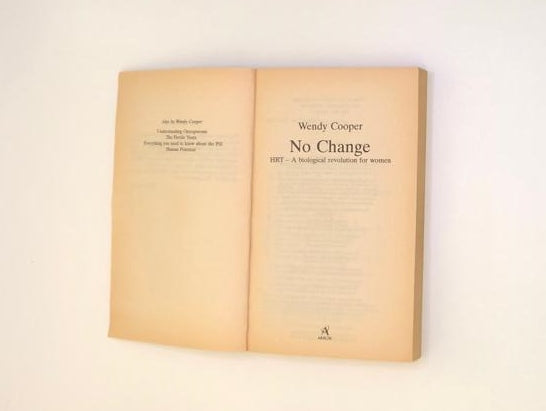 Also by Wendy Cooper
Understanding Osteoporosis
The Fertile Years
Everything you need to know about the Pill
Human Potential
Wendy Cooper
No Change
HRT – A biological revolution for women
ARROW